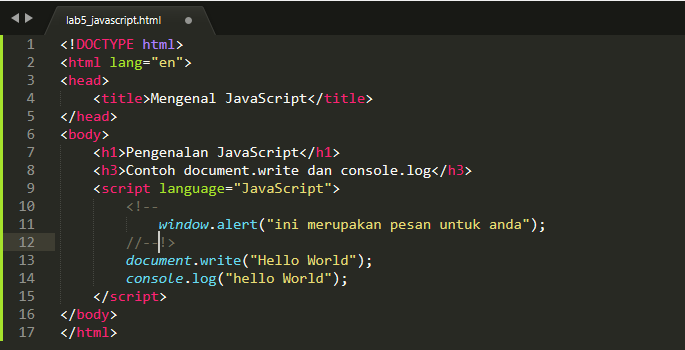 lab5_javascript.html
1 <!DOCTYPE html>
2 <html lang="en">
3 <head>
4     <title>Mengenal JavaScript</title>
5 </head>
6 <body>
7     <h1>Pengenalan JavaScript</h1>
8     <h3>Contoh document.write dan console.log</h3>
9     <script language="JavaScript">
10         <!--
11             window.alert("ini merupakan pesan untuk anda");
12         //--!>
13         document.write("Hello World");
14         console.log("hello World");
15     </script>
16 </body>
17 </html>